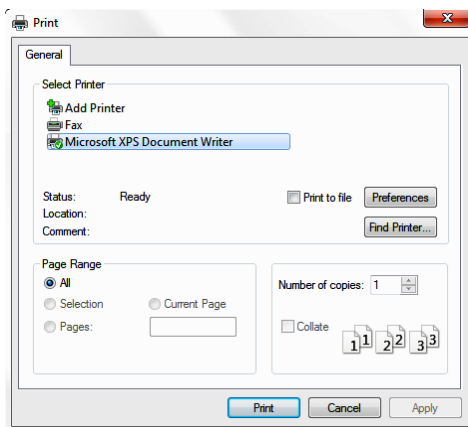 Print
General
Select Printer
Add Printer
Fax
Microsoft XPS Document Writer
Status: Ready
Print to file
Preferences
Location:
Comment:
Find Printer...
Page Range
All
Selection
Current Page
Pages:
Number of copies: 1
Collate
1 1 2 2 3 3
Print Cancel Apply